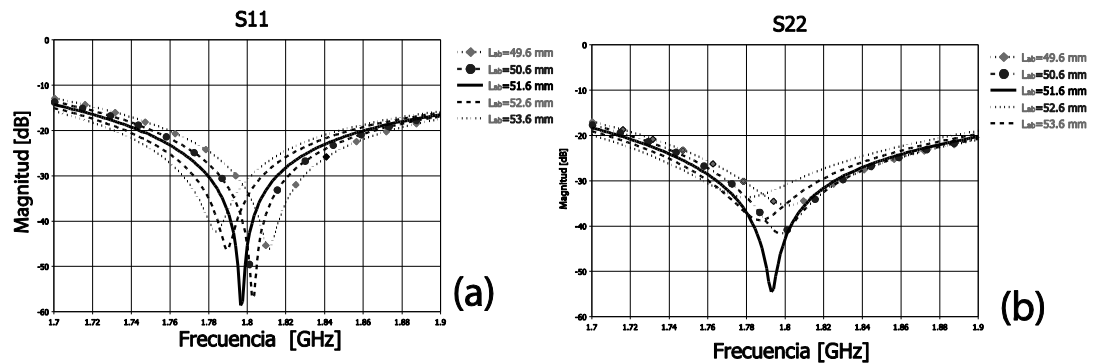 S11
Magnitud [dB]
0
-10
-20
-30
-40
-50
-60
1.7
1.72
1.74
1.76
1.78
1.8
1.82
1.84
1.86
1.88
1.9
Frecuencia [GHz]
Lab=49.6 mm
Lab=50.6 mm
Lab=51.6 mm
Lab=52.6 mm
Lab=53.6 mm
(a)
S22
Magnitud [dB]
0
-10
-20
-30
-40
-50
-60
1.7
1.72
1.74
1.76
1.78
1.8
1.82
1.84
1.86
1.88
1.9
Frecuencia [GHz]
Lab=49.6 mm
Lab=50.6 mm
Lab=51.6 mm
Lab=52.6 mm
Lab=53.6 mm
(b)